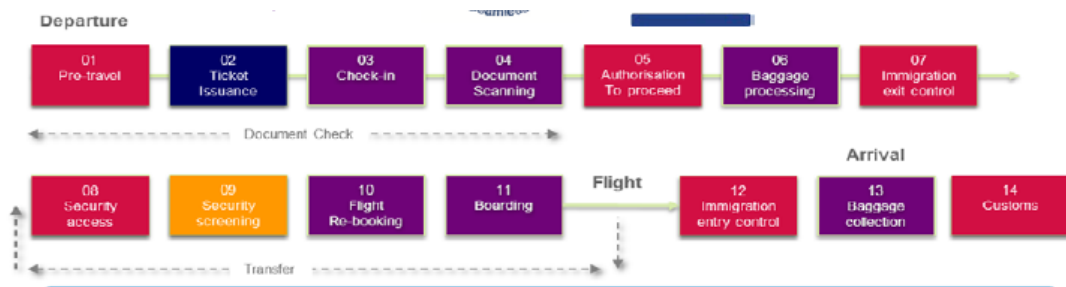 Departure
01
Pre-travel
02
Ticket
Issuance
03
Check-in
04
Document
Scanning
05
Authorisation
To proceed
06
Baggage
processing
07
Immigration
exit control
Document Check
Arrival
Flight
08
Security
access
09
Security
screening
10
Flight
Re-booking
11
Boarding
12
Immigration
entry control
13
Baggage
collection
14
Customs
Transfer